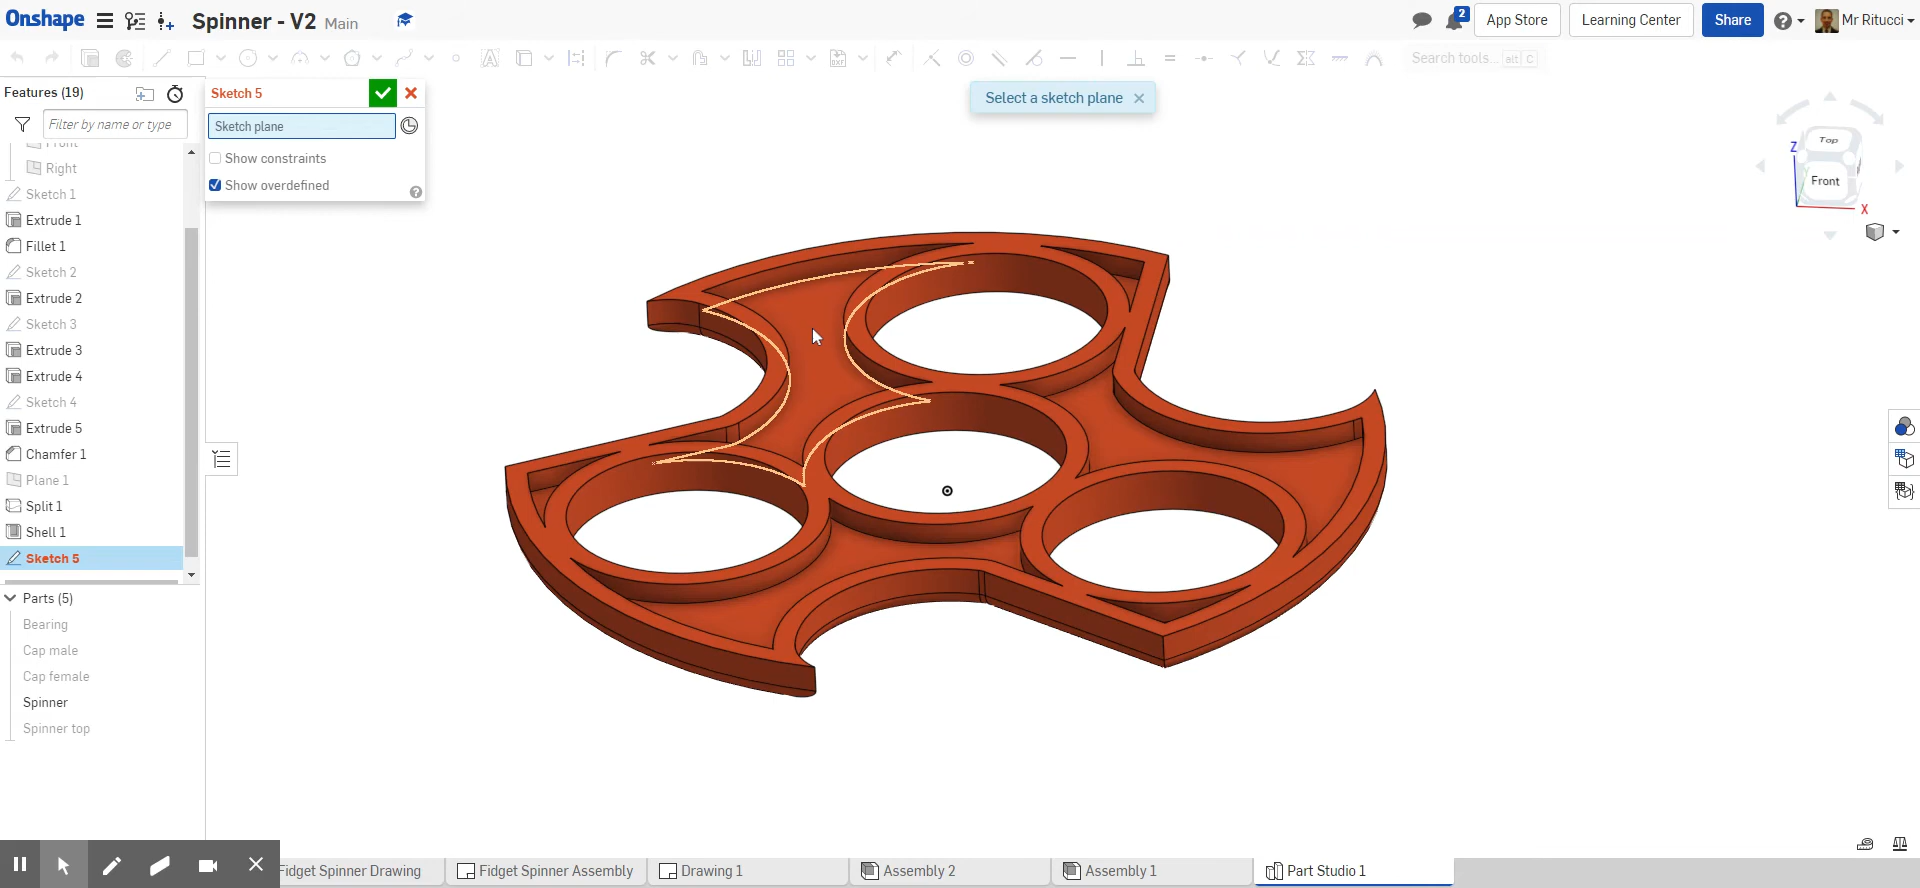 Onshape
Spinner - V2 Main
2
App Store
Learning Center
Share
Mr Ritucci
Search tools... alt C
Features (19)
Filter by name or type
Front
Right
Sketch 1
Extrude 1
Fillet 1
Sketch 2
Extrude 2
Sketch 3
Extrude 3
Extrude 4
Sketch 4
Extrude 5
Chamfer 1
Plane 1
Split 1
Shell 1
Sketch 5
Parts (5)
Bearing
Cap male
Cap female
Spinner
Spinner top
Sketch 5
Sketch plane
Show constraints
Show overdefined
Select a sketch plane
Top
Front
Z
X
Fidget Spinner Drawing
Fidget Spinner Assembly
Drawing 1
Assembly 2
Assembly 1
Part Studio 1